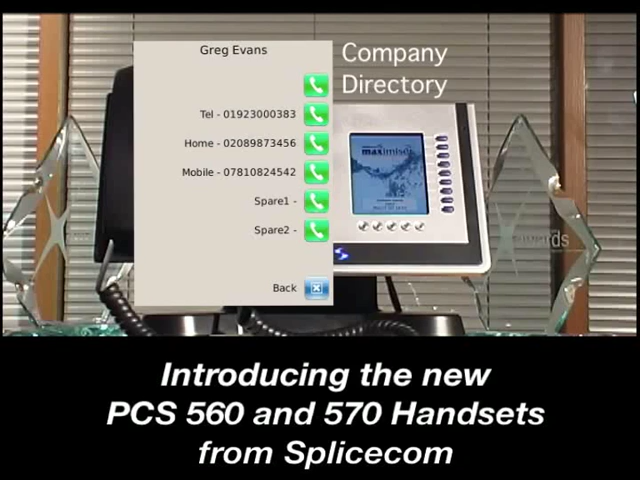 Greg Evans
Company
Directory
Tel - 01923000383
Home - 02089873456
Mobile - 07810824542
Spare1 -
Spare2 -
Back
maximiser
awards
Introducing the new
PCS 560 and 570 Handsets
from Splicecom